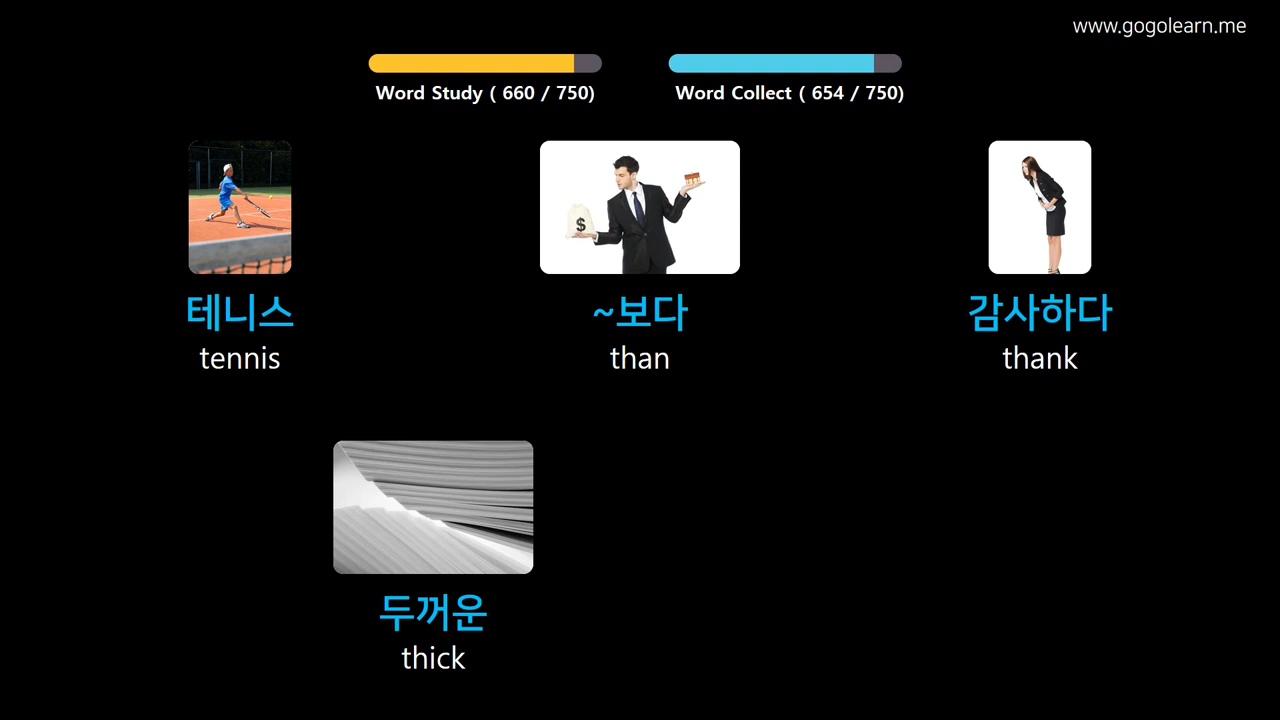 www.gogolearn.me
Word Study ( 660 / 750)
Word Collect ( 654 / 750)
테니스
tennis
~보다
than
감사하다
thank
두꺼운
thick